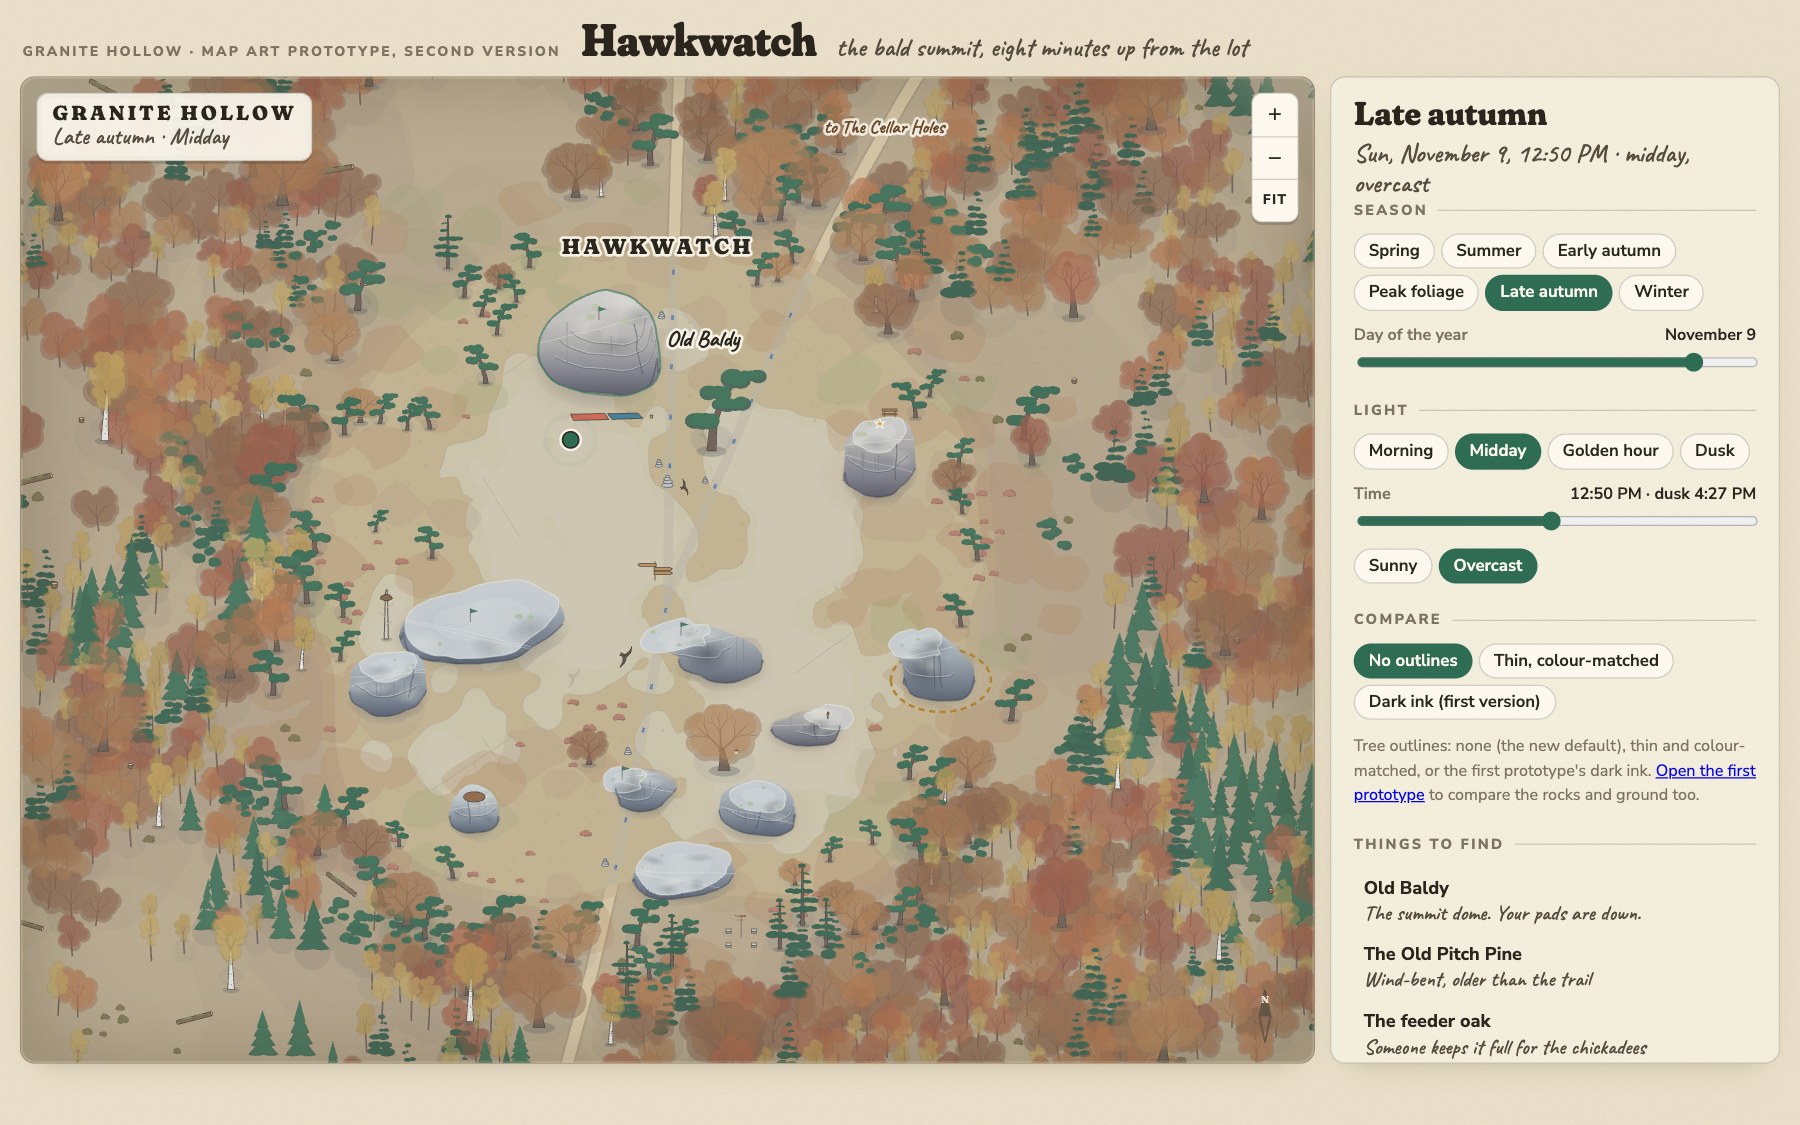 GRANITE HOLLOW · MAP ART PROTOTYPE, SECOND VERSION
Hawkwatch
the bald summit, eight minutes up from the lot
GRANITE HOLLOW
Late autumn · Midday
to The Cellar Holes
+
−
FIT
HAWKWATCH
Old Baldy
N
Late autumn
Sun, November 9, 12:50 PM · midday,
overcast
SEASON
Spring
Summer
Early autumn
Peak foliage
Late autumn
Winter
Day of the year
November 9
LIGHT
Morning
Midday
Golden hour
Dusk
Time
12:50 PM · dusk 4:27 PM
Sunny
Overcast
COMPARE
No outlines
Thin, colour-matched
Dark ink (first version)
Tree outlines: none (the new default), thin and colour-
matched, or the first prototype's dark ink. Open the first
prototype to compare the rocks and ground too.
THINGS TO FIND
Old Baldy
The summit dome. Your pads are down.
The Old Pitch Pine
Wind-bent, older than the trail
The feeder oak
Someone keeps it full for the chickadees